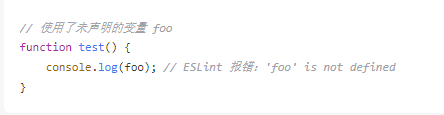 // 使用了未声明的变量 foo
function test() {
    console.log(foo); // ESLint 报错：'foo' is not defined
}